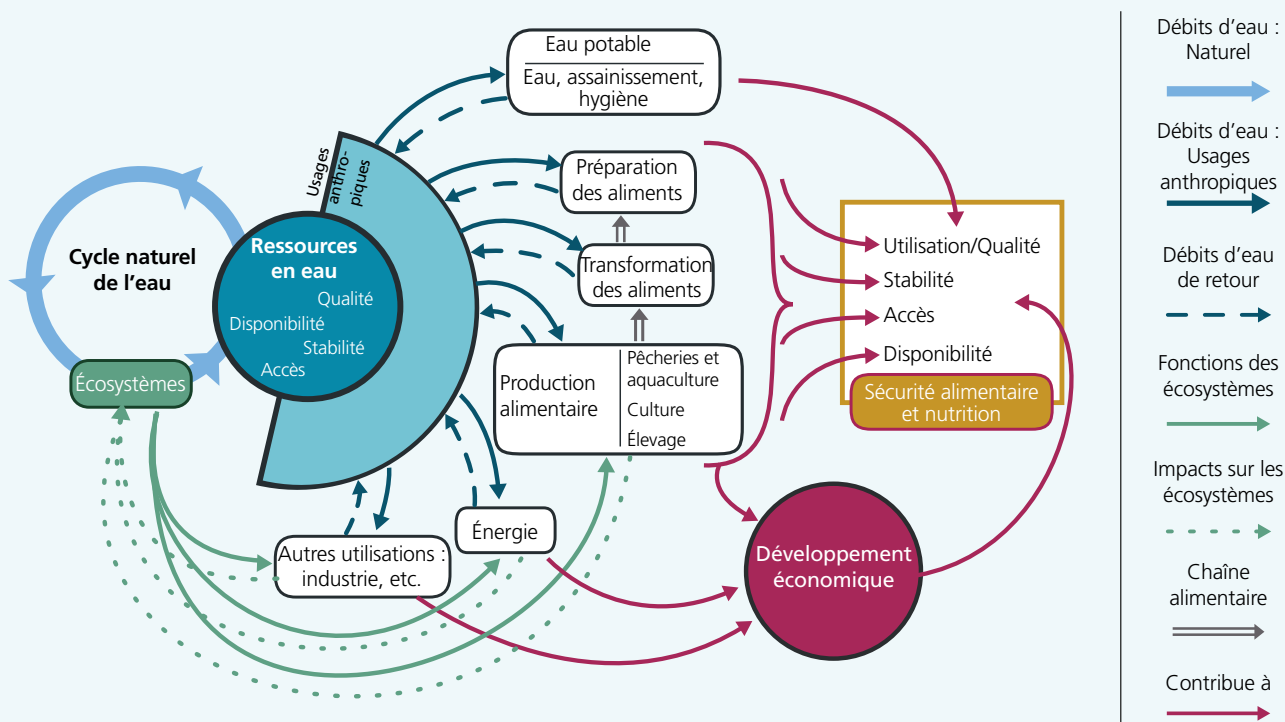 Eau potable
Eau, assainissement,
hygiène
Usages
anthro-
piques
Préparation
des aliments
Transformation
des aliments
Cycle naturel
de l’eau
Ressources
en eau
Qualité
Disponibilité
Stabilité
Accès
Écosystèmes
Production
alimentaire
Pêcheries et
aquaculture
Culture
Élevage
Énergie
Autres utilisations :
industrie, etc.
Utilisation/Qualité
Stabilité
Accès
Disponibilité
Sécurité alimentaire
et nutrition
Développement
économique
Débits d’eau :
Naturel
Débits d’eau :
Usages
anthropiques
Débits d’eau
de retour
Fonctions des
écosystèmes
Impacts sur les
écosystèmes
Chaîne
alimentaire
Contribue à